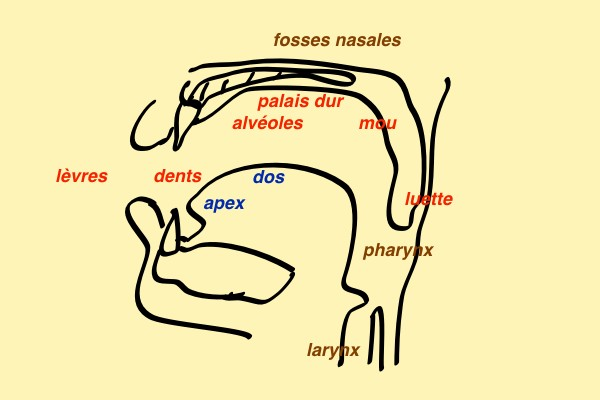 fosses nasales
palais dur
alvéoles
mou
lèvres
dents
dos
apex
luette
pharynx
larynx